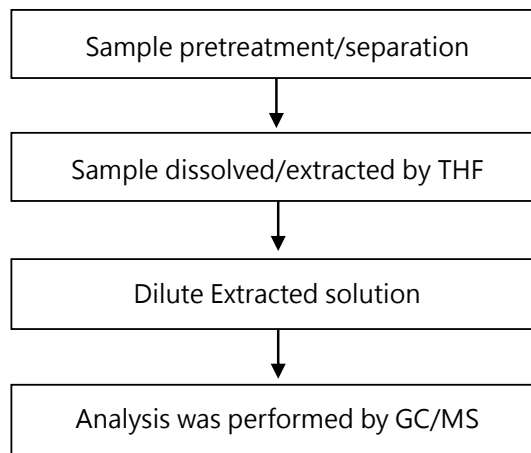 Sample pretreatment/separation
Sample dissolved/extracted by THF
Dilute Extracted solution
Analysis was performed by GC/MS